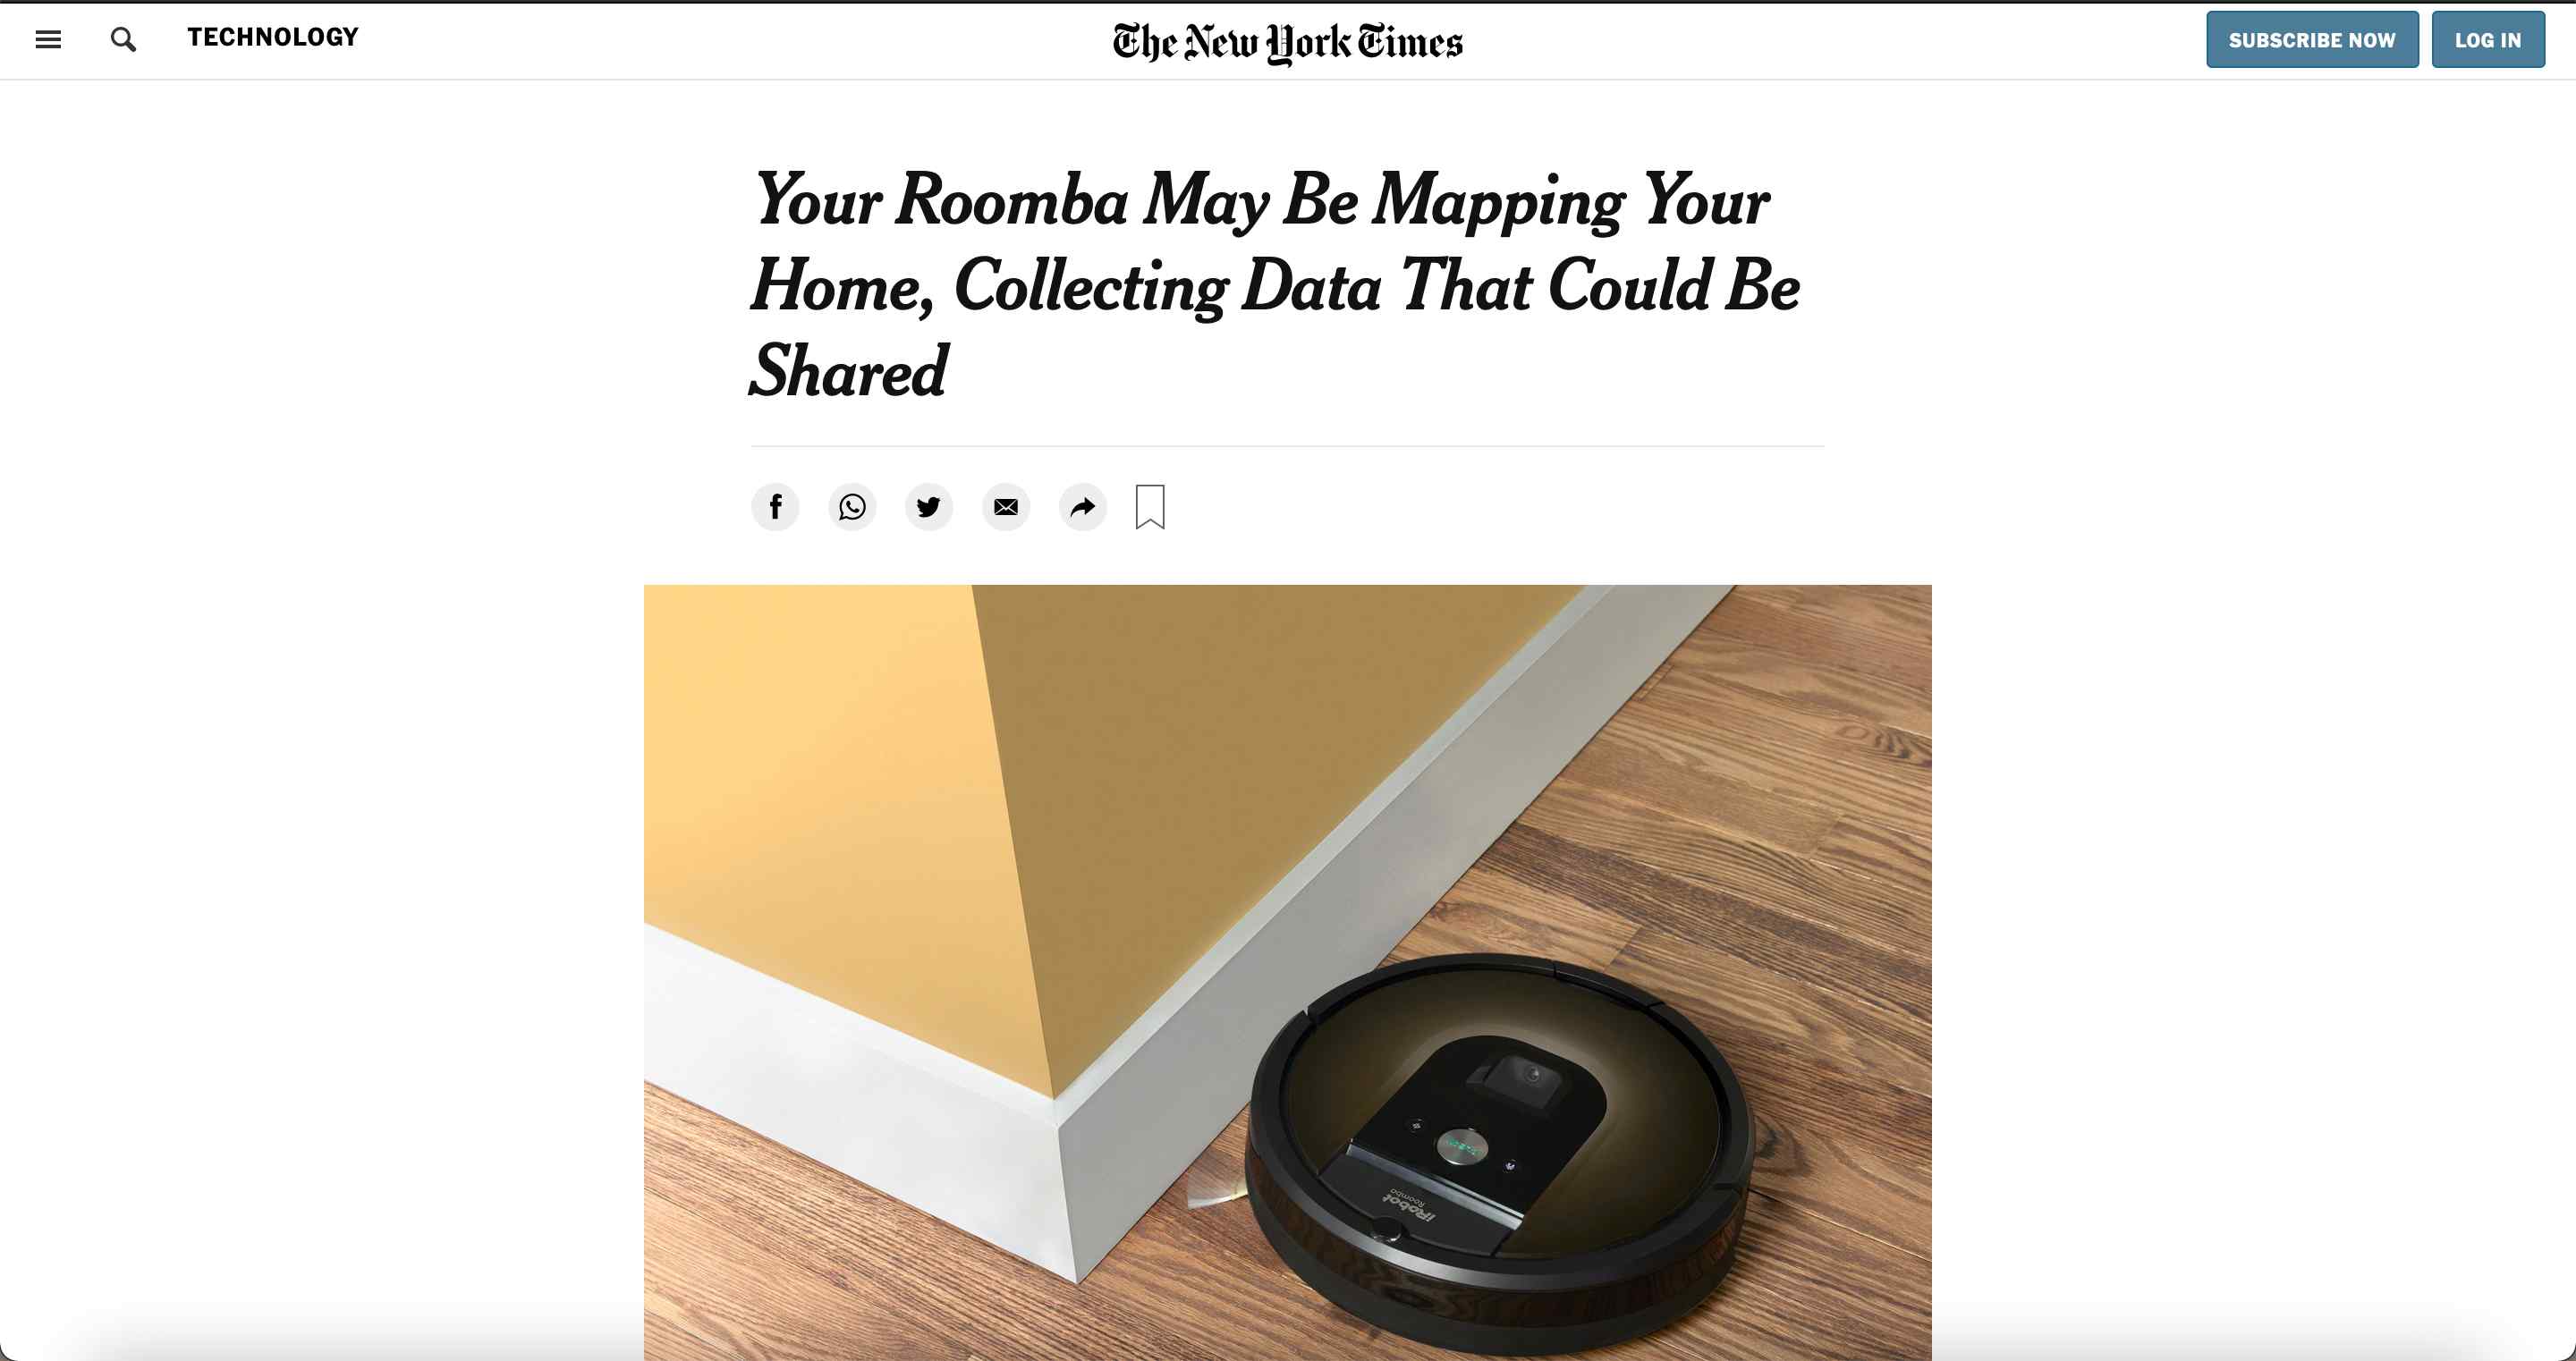 TECHNOLOGY
The New York Times
SUBSCRIBE NOW
LOG IN
Your Roomba May Be Mapping Your
Home, Collecting Data That Could Be
Shared
iRobot
Roomba